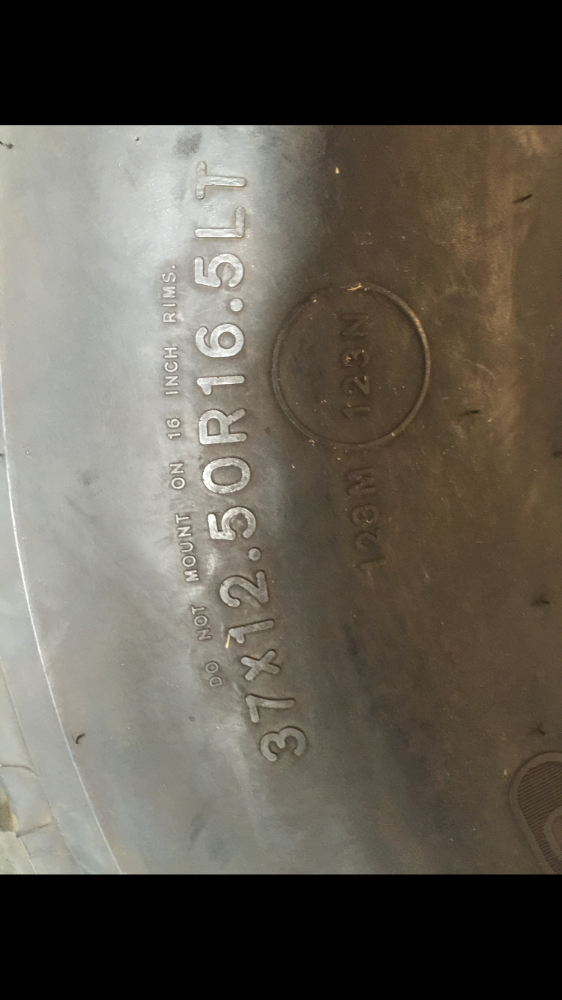 DO NOT MOUNT ON 16 INCH RIMS.
37x12.50R16.5LT
123M
123N